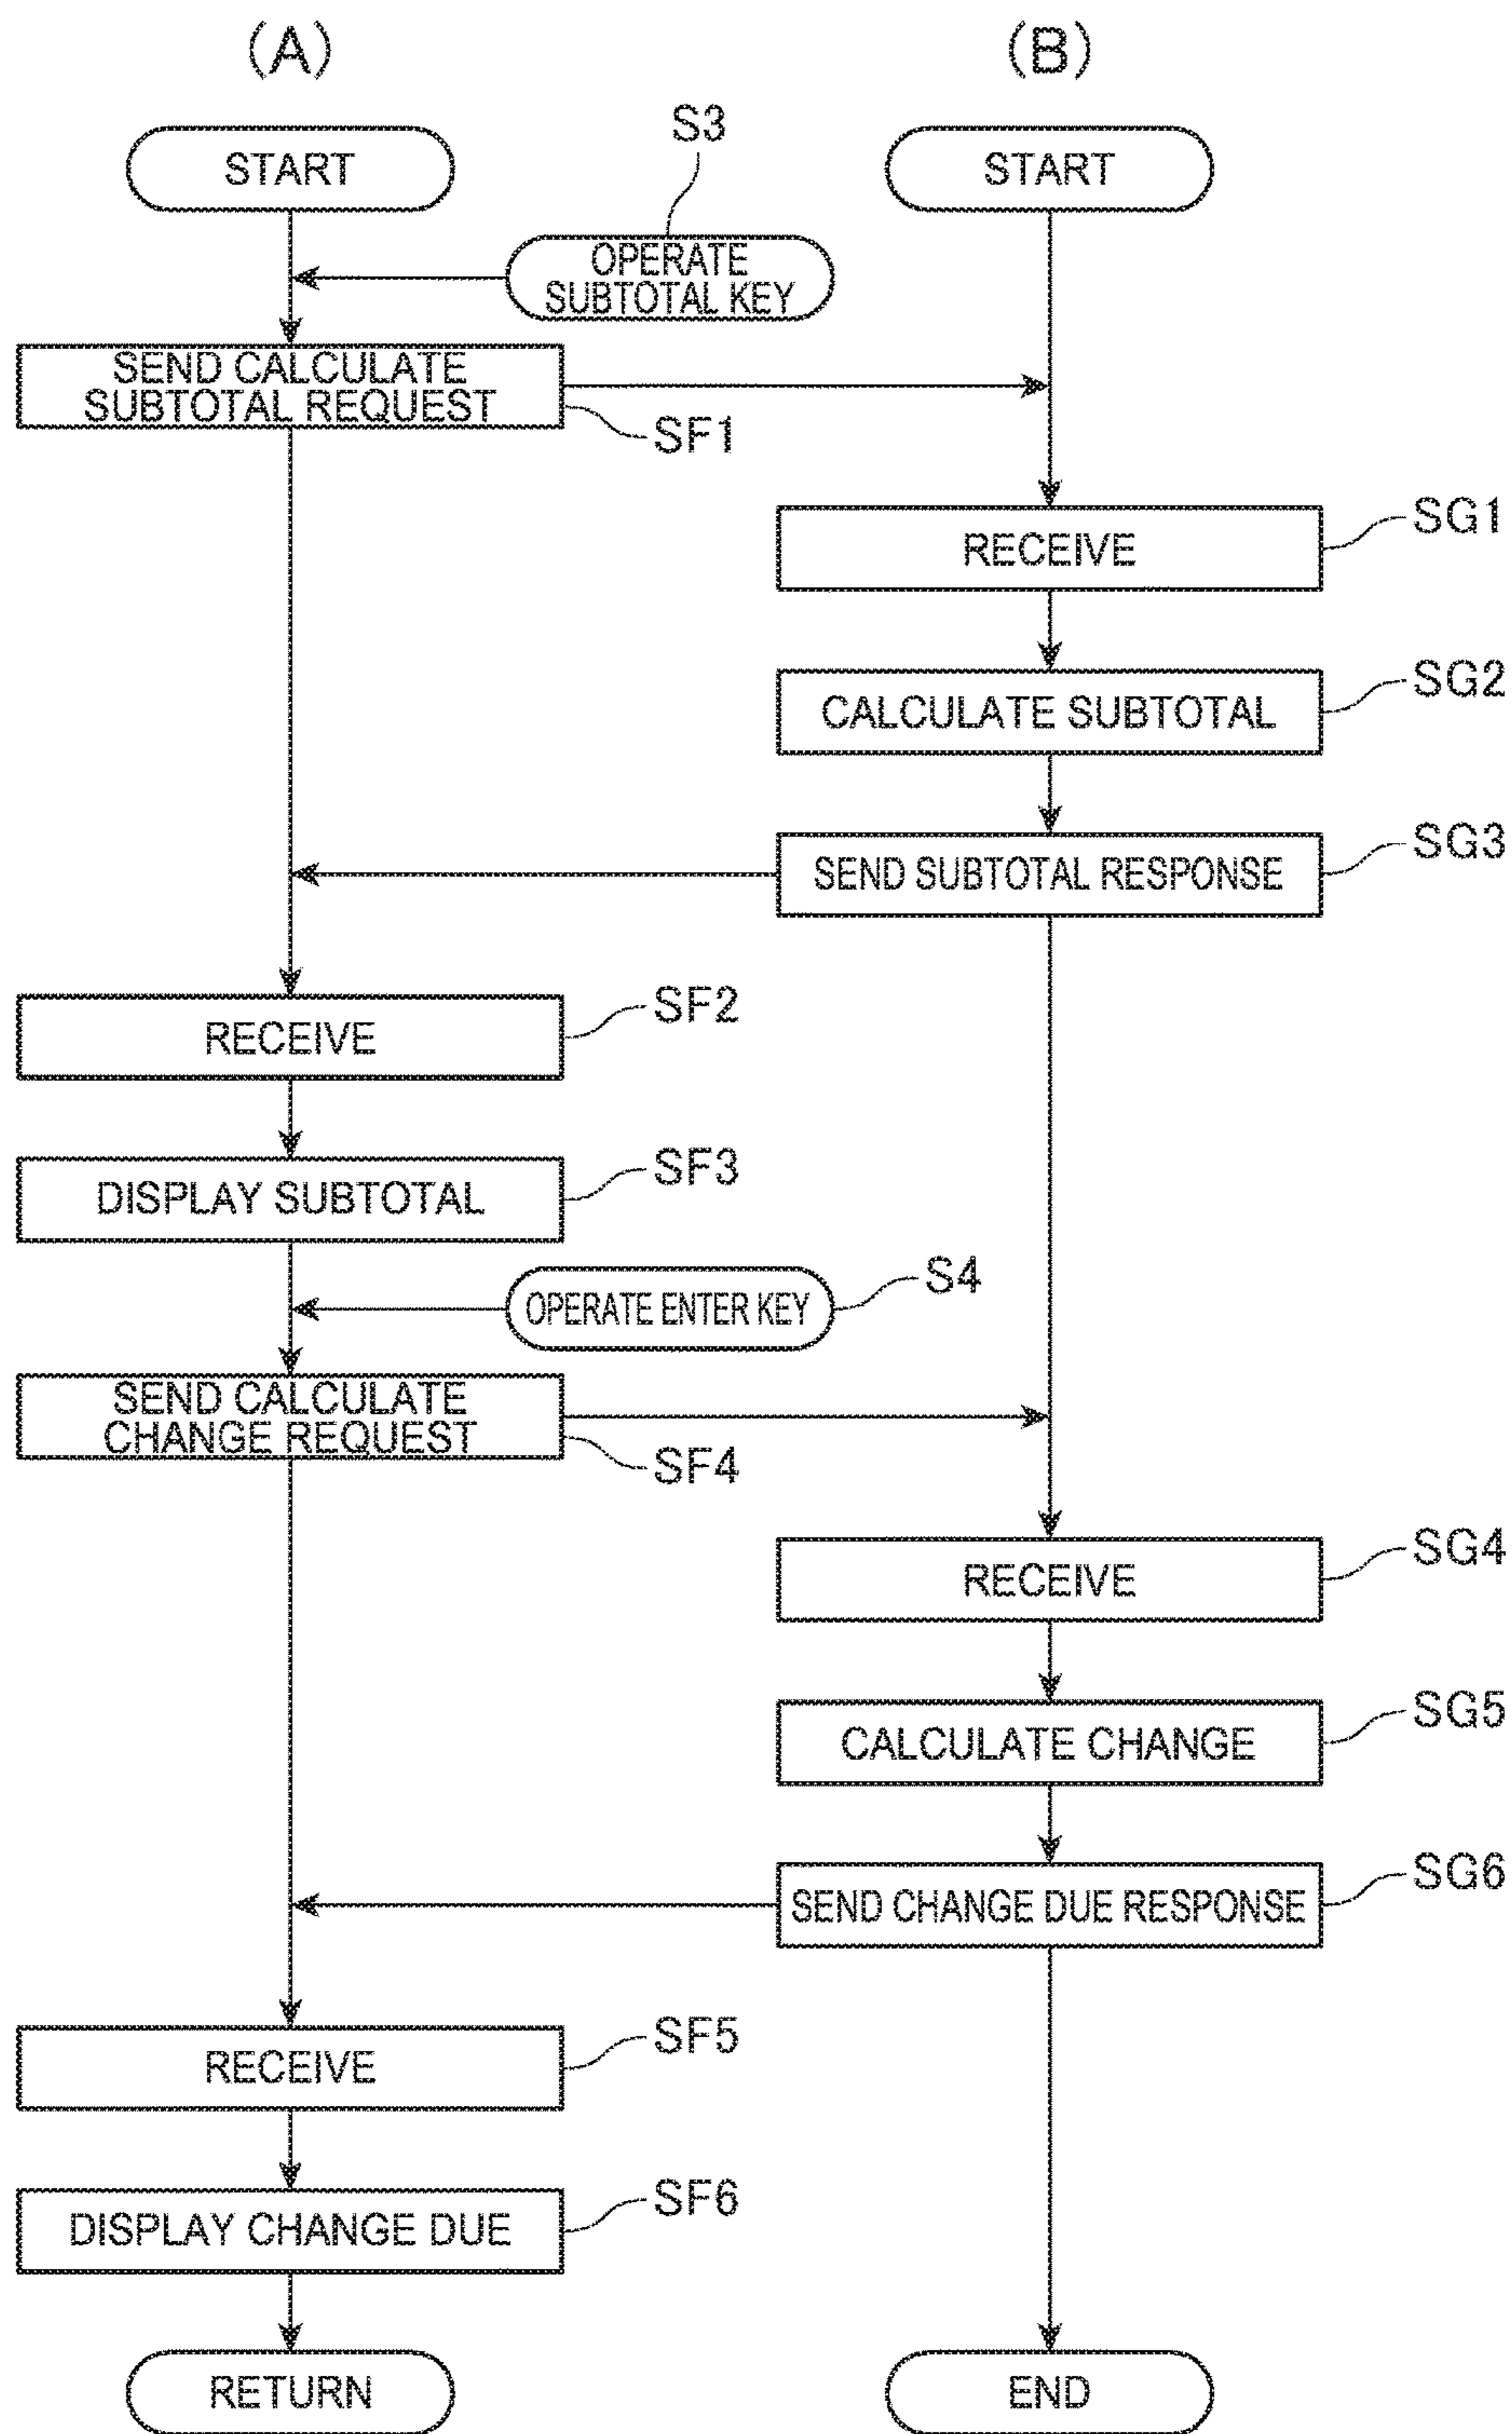 (A)
(B)
S3
START
START
OPERATE
SUBTOTAL KEY
SEND CALCULATE
SUBTOTAL REQUEST
SF1
SG1
RECEIVE
SG2
CALCULATE SUBTOTAL
SG3
SEND SUBTOTAL RESPONSE
SF2
RECEIVE
SF3
DISPLAY SUBTOTAL
S4
OPERATE ENTER KEY
SEND CALCULATE
CHANGE REQUEST
SF4
SG4
RECEIVE
SG5
CALCULATE CHANGE
SG6
SEND CHANGE DUE RESPONSE
SF5
RECEIVE
SF6
DISPLAY CHANGE DUE
RETURN
END